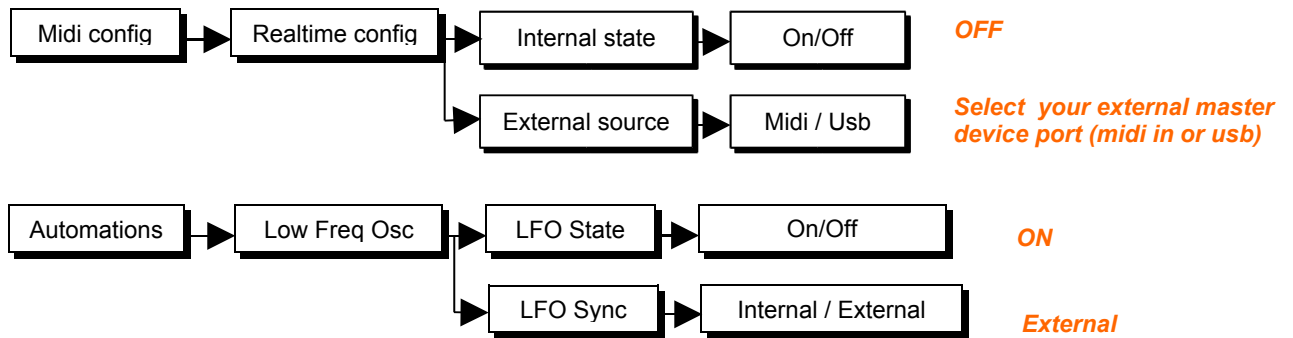 Midi config
Realtime config
Internal state
On/Off
OFF
External source
Midi / Usb
Select your external master
device port (midi in or usb)
Automations
Low Freq Osc
LFO State
On/Off
ON
LFO Sync
Internal / External
External